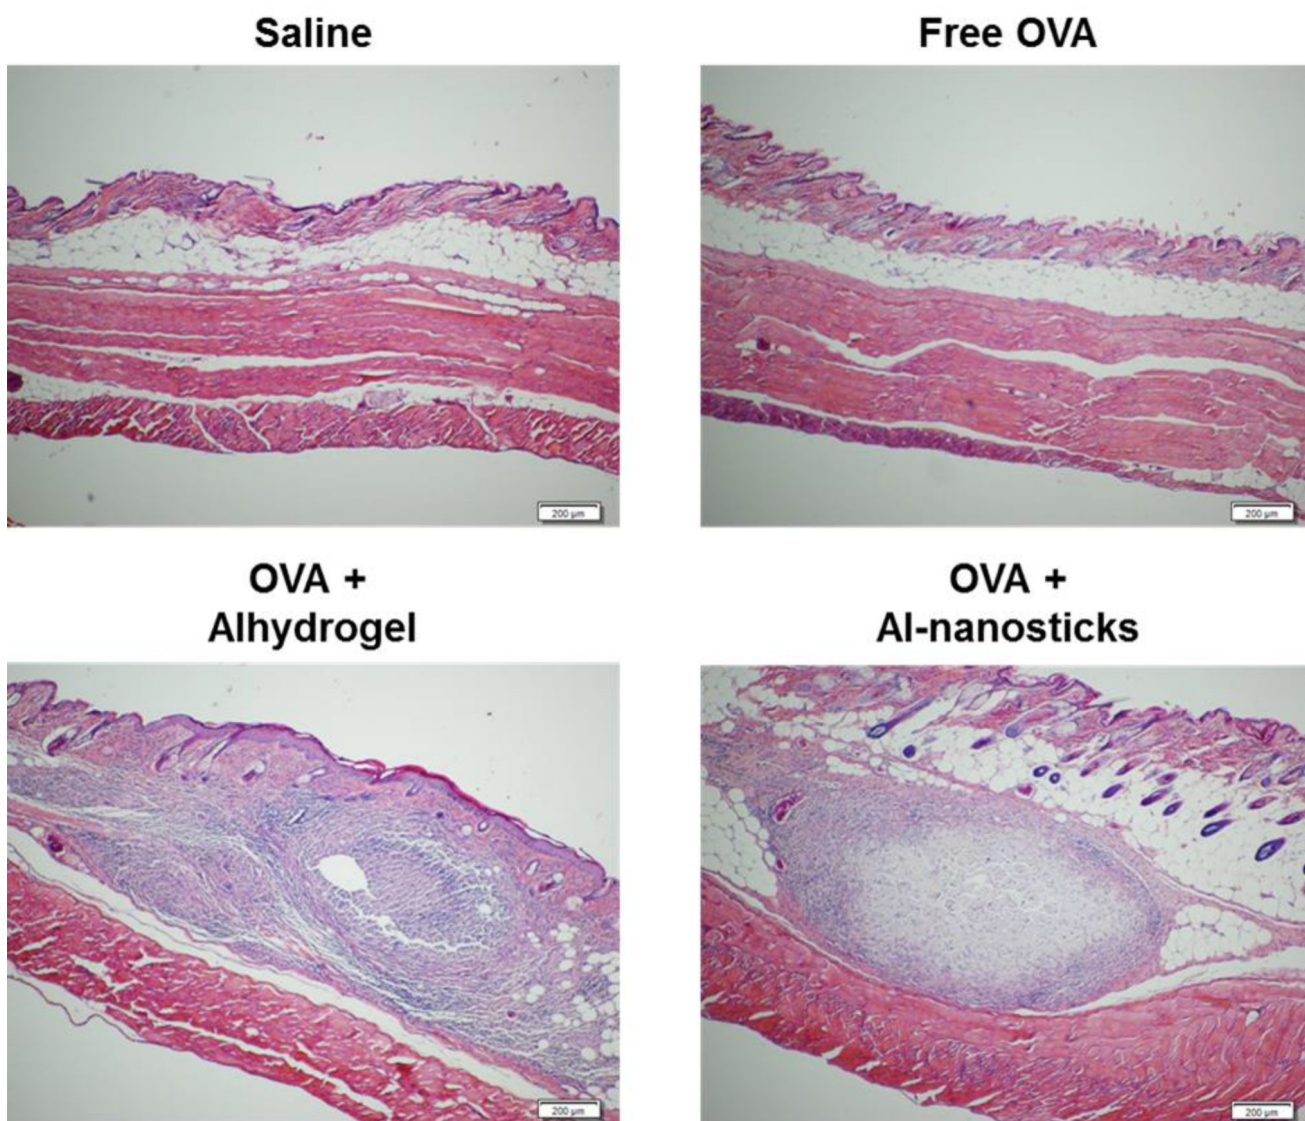 Saline
Free OVA
200 µm
200 µm
OVA +
Alhydrogel
OVA +
Al-nanosticks
200 µm
200 µm